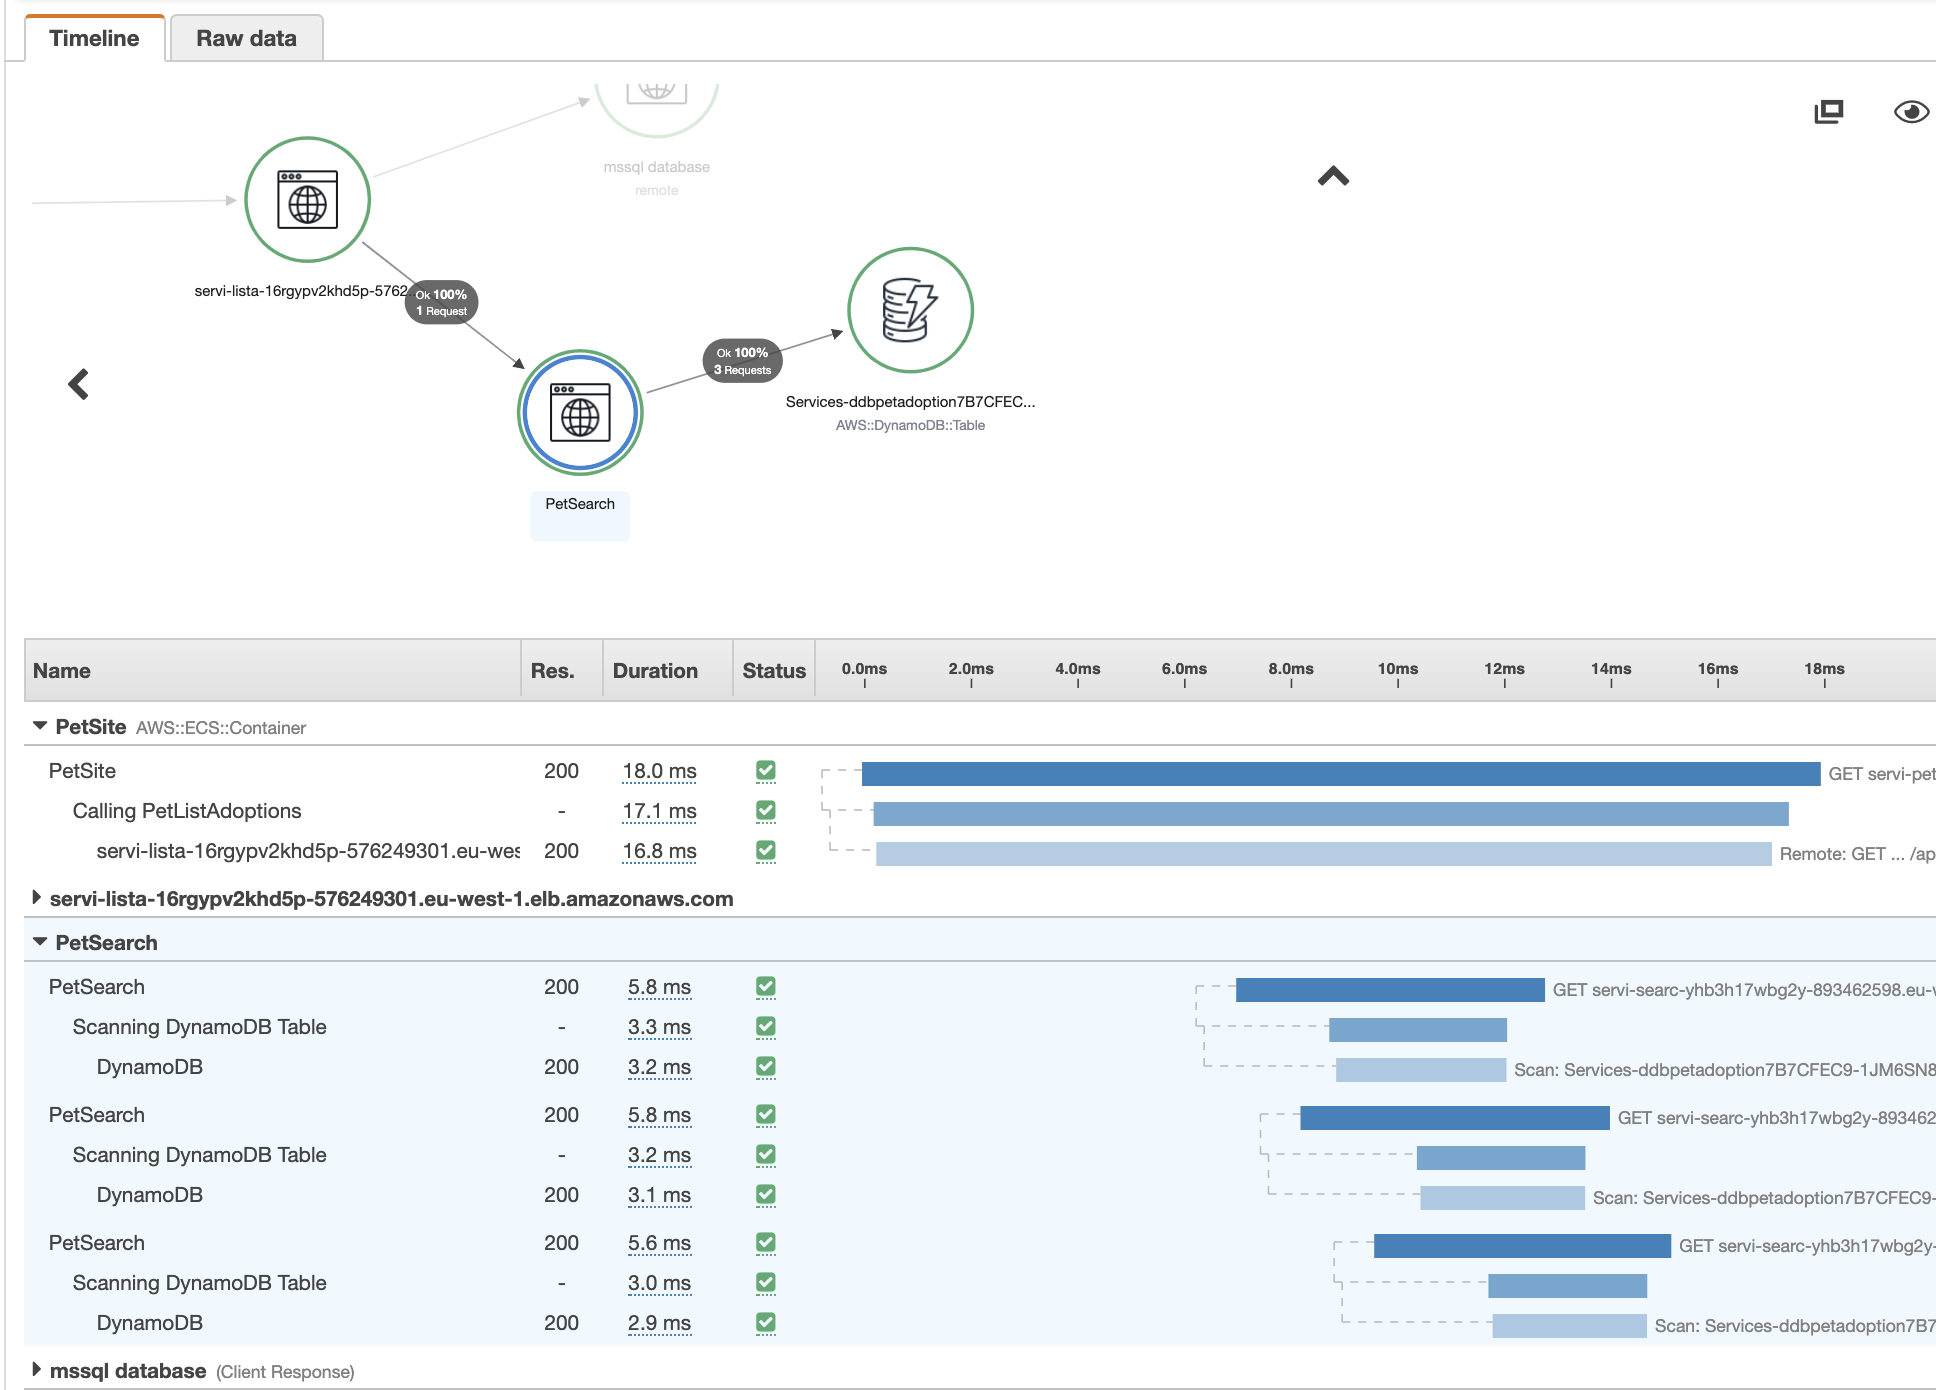 Timeline
Raw data
mssql database
remote
servi-lista-16rgypv2khd5p-5762...
Ok 100%
1 Request
Ok 100%
3 Requests
Services-ddbpetadoption7B7CFEC...
AWS::DynamoDB::Table
PetSearch
Name Res. Duration Status 0.0ms 2.0ms 4.0ms 6.0ms 8.0ms 10ms 12ms 14ms 16ms 18ms
PetSite AWS::ECS::Container
PetSite 200 18.0 ms GET servi-pet
Calling PetListAdoptions - 17.1 ms
servi-lista-16rgypv2khd5p-576249301.eu-wes 200 16.8 ms Remote: GET ... /ap
servi-lista-16rgypv2khd5p-576249301.eu-west-1.elb.amazonaws.com
PetSearch
PetSearch 200 5.8 ms GET servi-searc-yhb3h17wbg2y-893462598.eu-w
Scanning DynamoDB Table - 3.3 ms
DynamoDB 200 3.2 ms Scan: Services-ddbpetadoption7B7CFEC9-1JM6SN8
PetSearch 200 5.8 ms GET servi-searc-yhb3h17wbg2y-893462
Scanning DynamoDB Table - 3.2 ms
DynamoDB 200 3.1 ms Scan: Services-ddbpetadoption7B7CFEC9-
PetSearch 200 5.6 ms GET servi-searc-yhb3h17wbg2y-
Scanning DynamoDB Table - 3.0 ms
DynamoDB 200 2.9 ms Scan: Services-ddbpetadoption7B7
mssql database (Client Response)